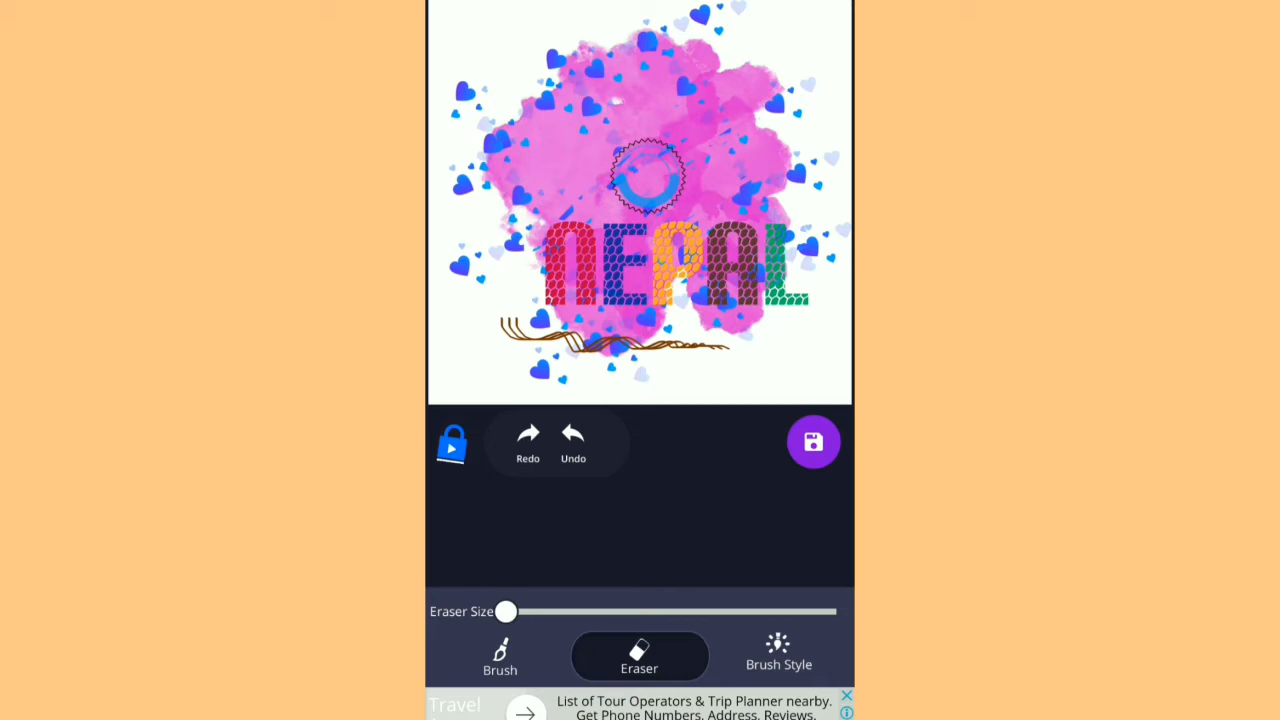 NEPAL
Redo Undo
Eraser Size
Brush Eraser Brush Style
Travel
List of Tour Operators & Trip Planner nearby.
Get Phone Numbers, Address, Reviews,